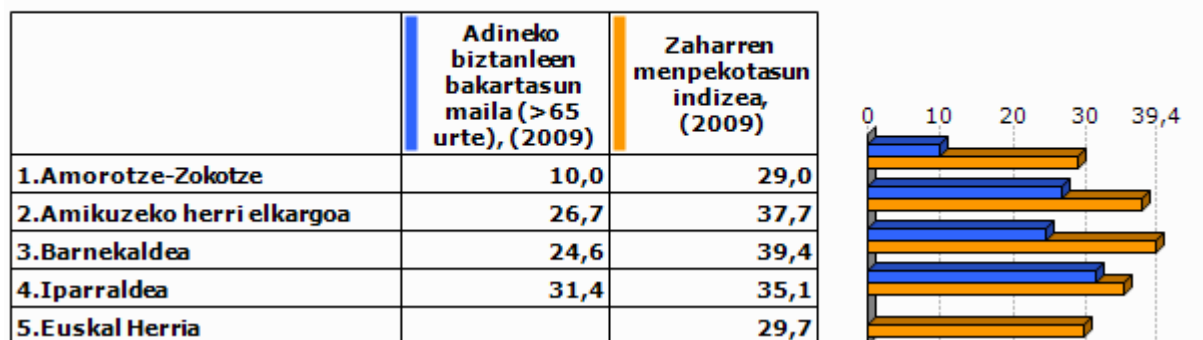 Adineko
biztanleen
bakartasun
maila (>65
urte), (2009)
Zaharren
menpekotasun
indizea,
(2009)
0 10 20 30 39,4
1.Amorotze-Zokotze 10,0 29,0
2.Amikuzeko herri elkargoa 26,7 37,7
3.Barnekaldea 24,6 39,4
4.Iparraldea 31,4 35,1
5.Euskal Herria 29,7